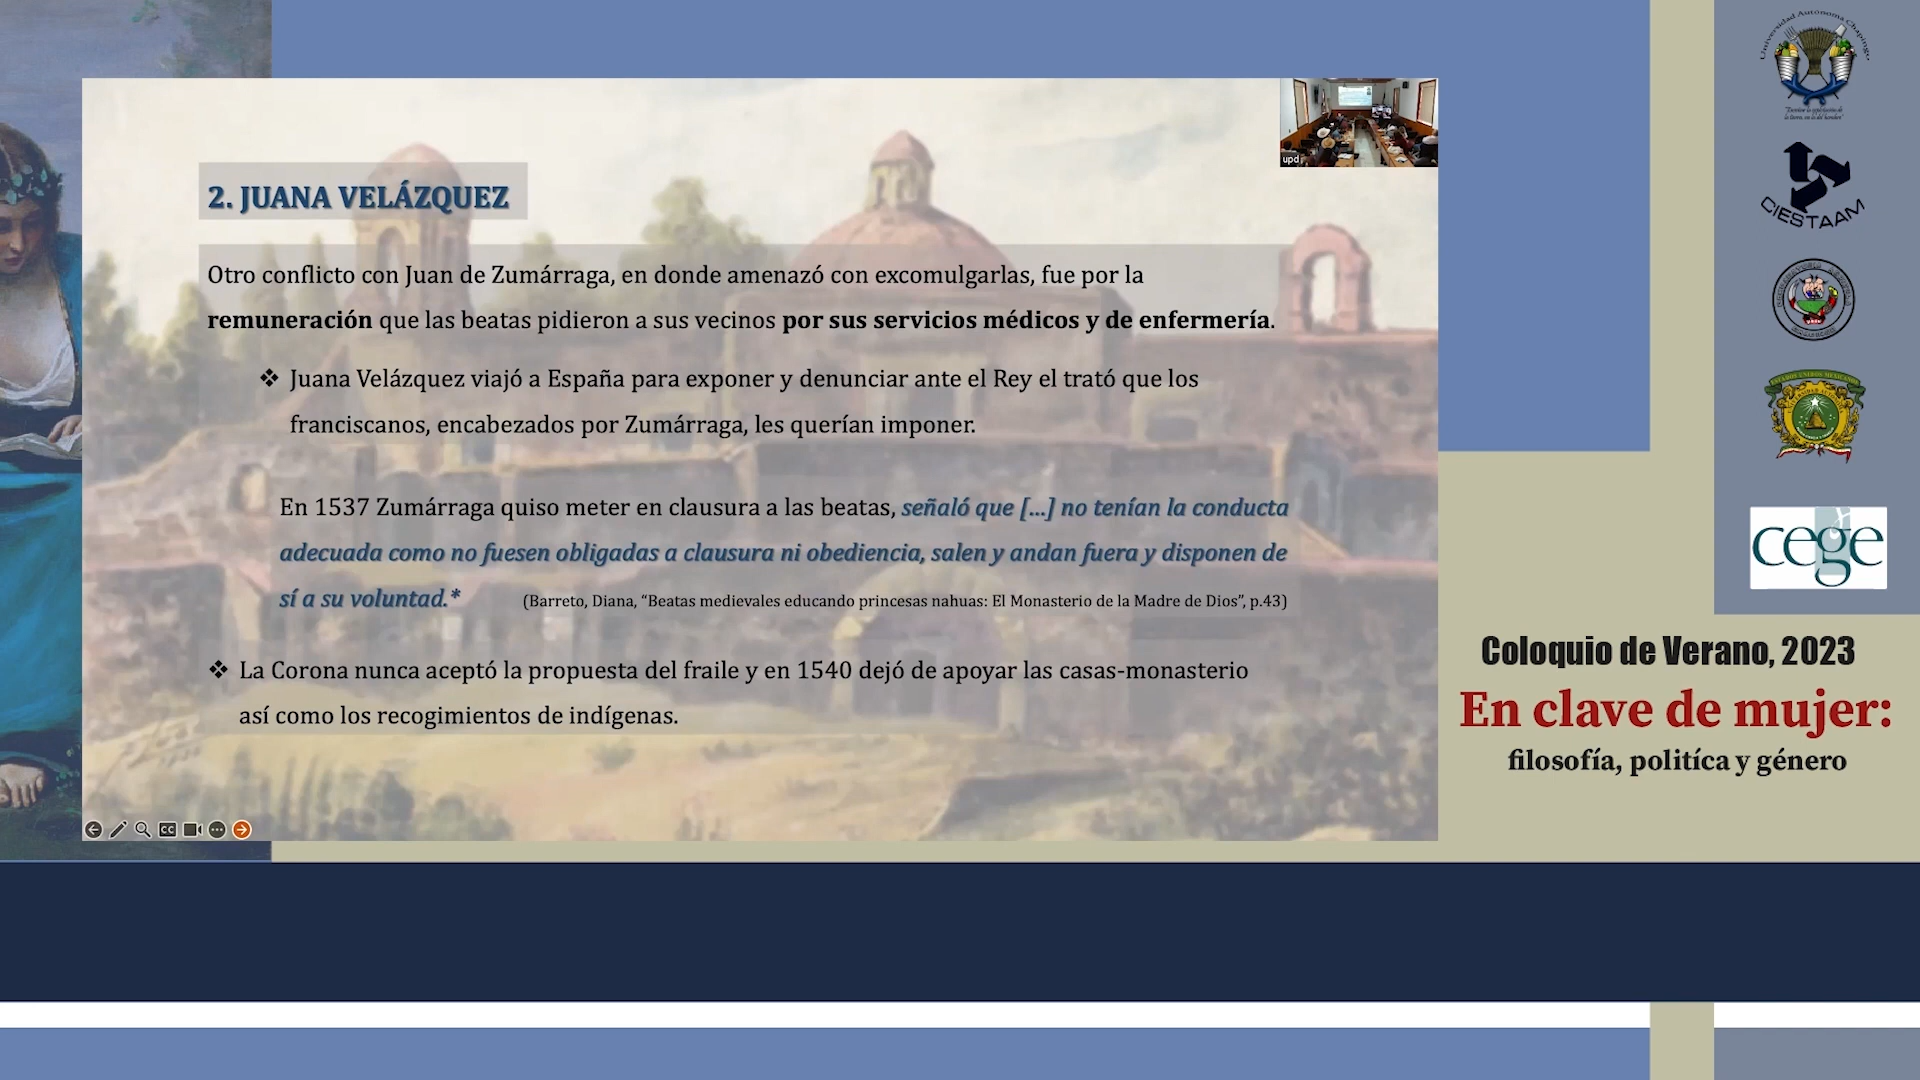 2. JUANA VELÁZQUEZ
Otro conflicto con Juan de Zumárraga, en donde amenazó con excomulgarlas, fue por la
remuneración que las beatas pidieron a sus vecinos por sus servicios médicos y de enfermería.
❖ Juana Velázquez viajó a España para exponer y denunciar ante el Rey el trató que los
franciscanos, encabezados por Zumárraga, les querían imponer.
En 1537 Zumárraga quiso meter en clausura a las beatas, señaló que [...] no tenían la conducta
adecuada como no fuesen obligadas a clausura ni obediencia, salen y andan fuera y disponen de
sí a su voluntad.*
(Barreto, Diana, “Beatas medievales educando princesas nahuas: El Monasterio de la Madre de Dios”, p.43)
❖ La Corona nunca aceptó la propuesta del fraile y en 1540 dejó de apoyar las casas-monasterio
así como los recogimientos de indígenas.
upd
CC
Universidad Autónoma Chapingo
CIESTAAM
cege
Coloquio de Verano, 2023
En clave de mujer:
filosofía, politíca y género